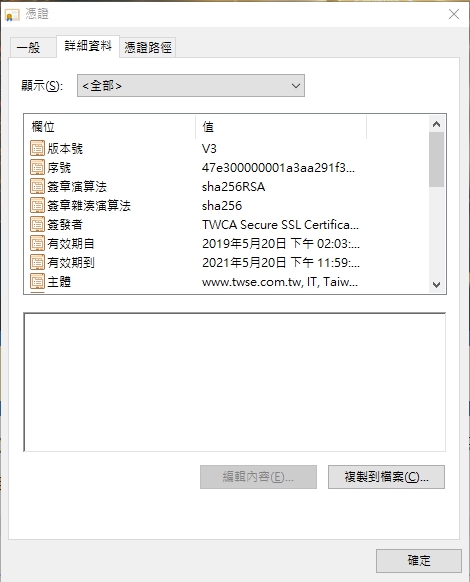 憑證
一般 詳細資料 憑證路徑
顯示(S): <全部>
欄位 值
版本號 V3
序號 47e300000001a3aa291f3...
簽章演算法 sha256RSA
簽章雜湊演算法 sha256
簽發者 TWCA Secure SSL Certifica...
有效期自 2019年5月20日 下午 02:03:...
有效期到 2021年5月20日 下午 11:59:...
主體 www.twse.com.tw, IT, Taiw...
編輯內容(E)... 複製到檔案(C)...
確定